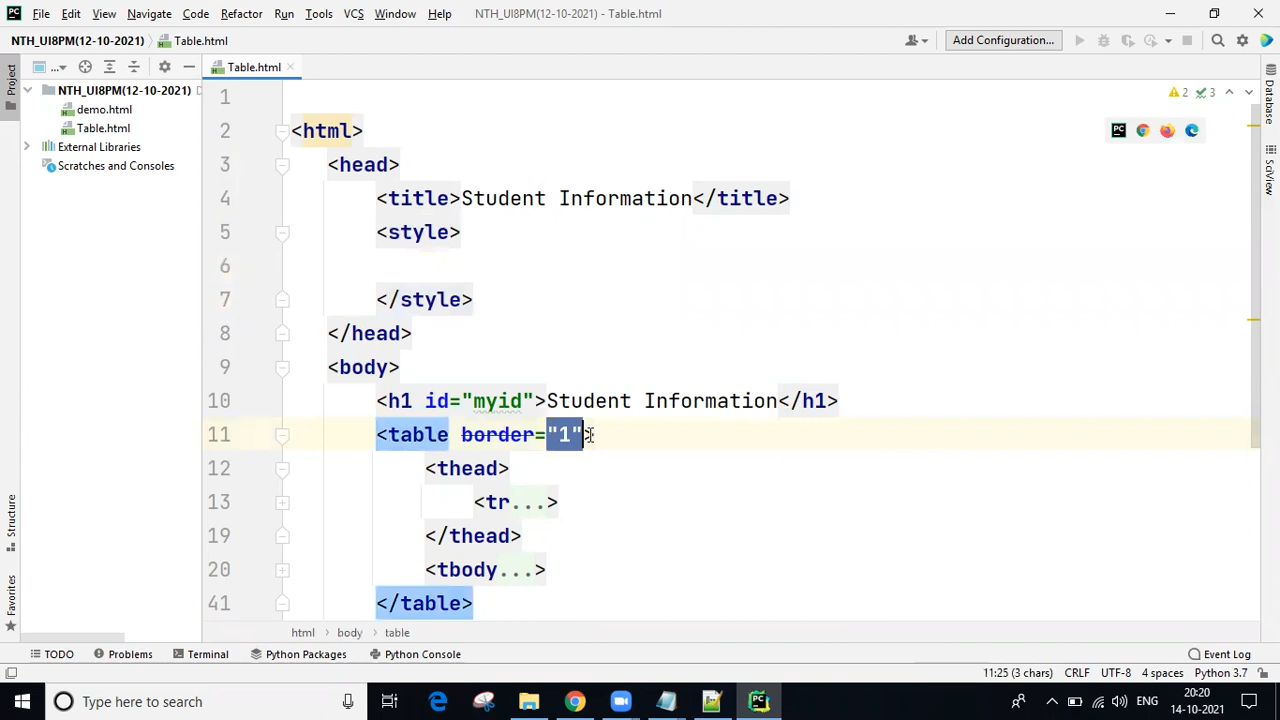 File Edit View Navigate Code Refactor Run Tools VCS Window Help NTH_UI8PM(12-10-2021) - Table.html
NTH_UI8PM(12-10-2021) Table.html Add Configuration...
... Table.html
Project
NTH_UI8PM(12-10-2021)
demo.html
Table.html
External Libraries
Scratches and Consoles
1
2 <html>
3 <head>
4 <title>Student Information</title>
5 <style>
6
7 </style>
8 </head>
9 <body>
10 <h1 id="myid">Student Information</h1>
11 <table border="1">
12 <thead>
13 <tr...>
19 </thead>
20 <tbody...>
41 </table>
2 3
Database
SciView
Structure
Favorites
html body table
TODO Problems Terminal Python Packages Python Console Event Log
11:25 (3 chars) CRLF UTF-8 4 spaces Python 3.7
Type here to search ENG 20:20
14-10-2021